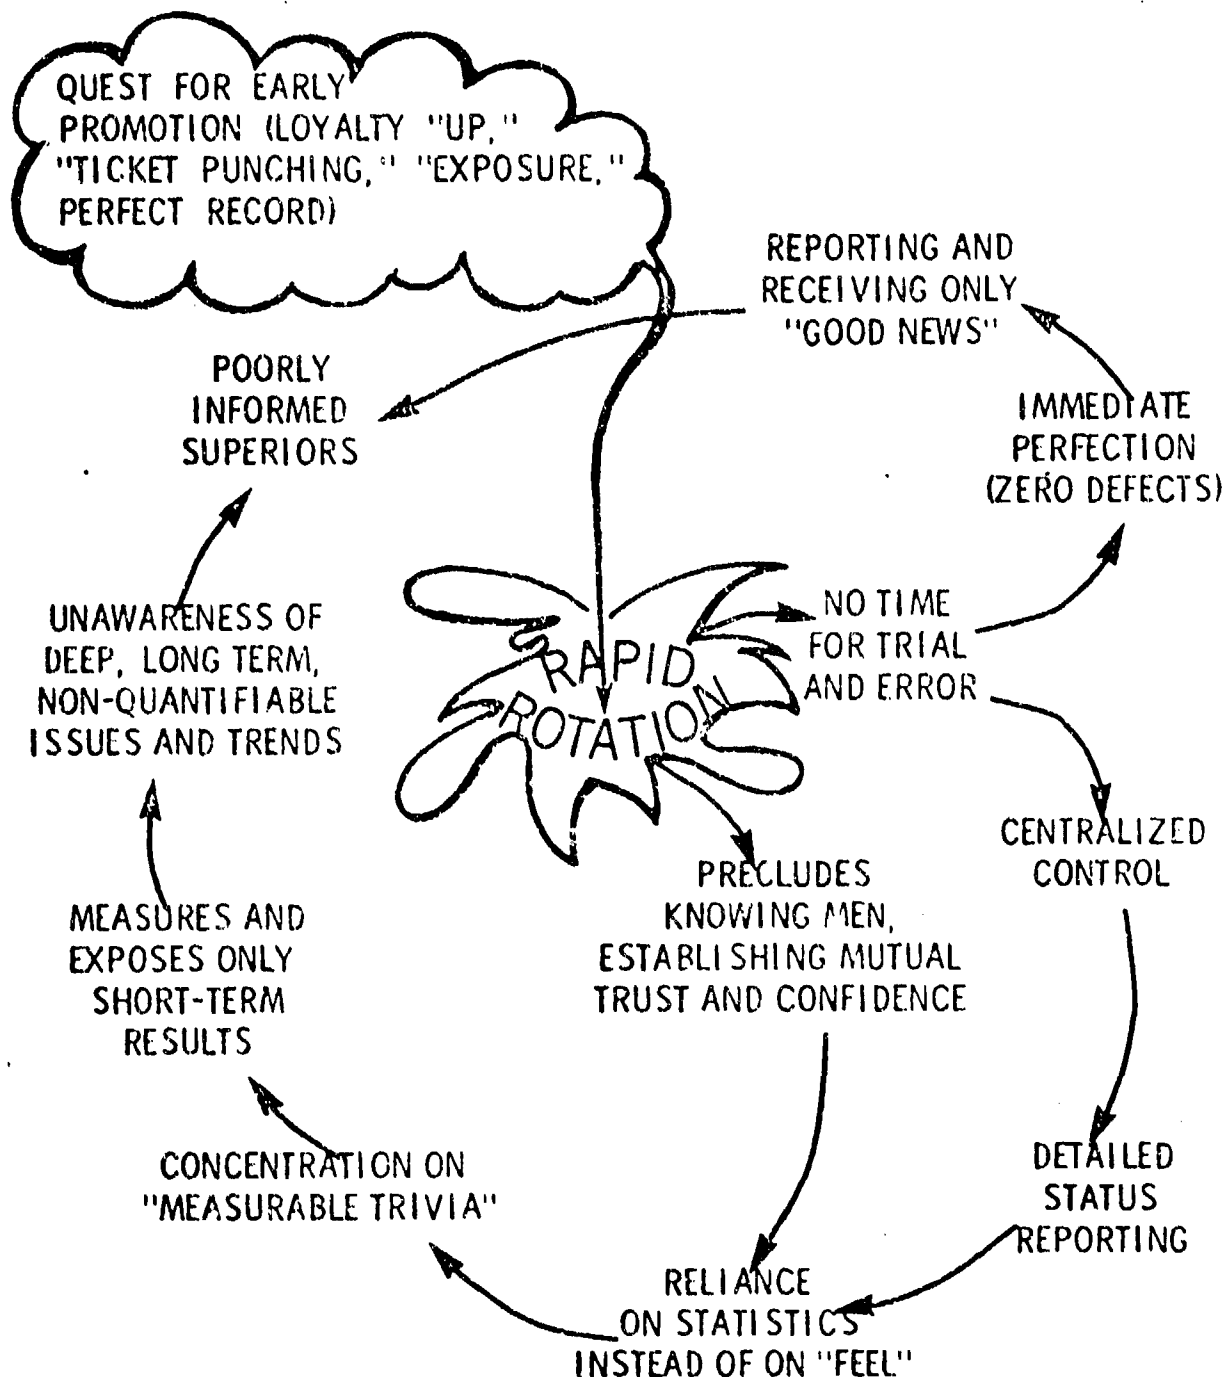 QUEST FOR EARLY
PROMOTION (LOYALTY "UP,"
"TICKET PUNCHING," "EXPOSURE,"
PERFECT RECORD)
REPORTING AND
RECEIVING ONLY
"GOOD NEWS"
POORLY
INFORMED
SUPERIORS
IMMEDIATE
PERFECTION
(ZERO DEFECTS)
UNAWARENESS OF
DEEP, LONG TERM,
NON-QUANTIFIABLE
ISSUES AND TRENDS
RAPID
ROTATION
NO TIME
FOR TRIAL
AND ERROR
CENTRALIZED
CONTROL
PRECLUDES
KNOWING MEN,
ESTABLISHING MUTUAL
TRUST AND CONFIDENCE
MEASURES AND
EXPOSES ONLY
SHORT-TERM
RESULTS
CONCENTRATION ON
"MEASURABLE TRIVIA"
DETAILED
STATUS
REPORTING
RELIANCE
ON STATISTICS
INSTEAD OF ON "FEEL"